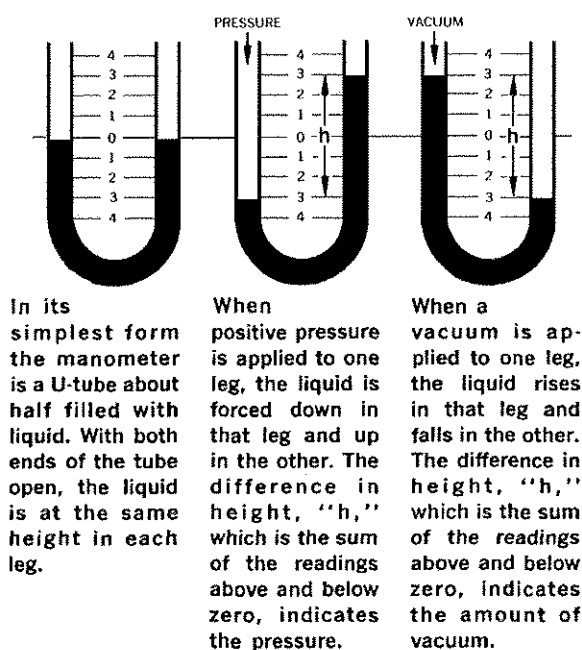 PRESSURE
VACUUM
4
3
2
1
0
1
2
3
4
4
3
2
1
0
1
2
3
4
h
4
3
2
1
0
1
2
3
4
h
In its
simplest form
the manometer
is a U-tube about
half filled with
liquid. With both
ends of the tube
open, the liquid
is at the same
height in each
leg.
When
positive pressure
is applied to one
leg, the liquid is
forced down in
that leg and up
in the other. The
difference in
height, "h,"
which is the sum
of the readings
above and below
zero, indicates
the pressure.
When a
vacuum is ap-
plied to one leg,
the liquid rises
in that leg and
falls in the other.
The difference in
height, "h,"
which is the sum
of the readings
above and below
zero, indicates
the amount of
vacuum.